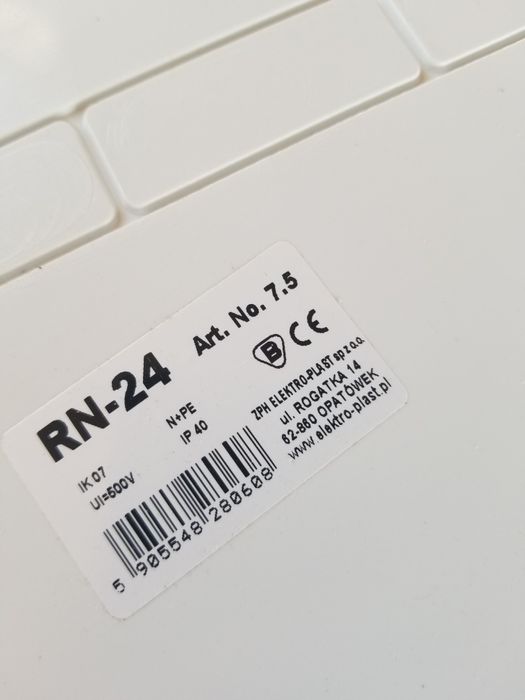 RN-24 Art. No. 7.5
B CE
IK 07 N+PE
UI=500V IP 40
ZPH ELEKTRO-PLAST sp z o.o.
ul. ROGATKA 14
62-860 OPATÓWEK
www.elektro-plast.pl
5 905548 280608